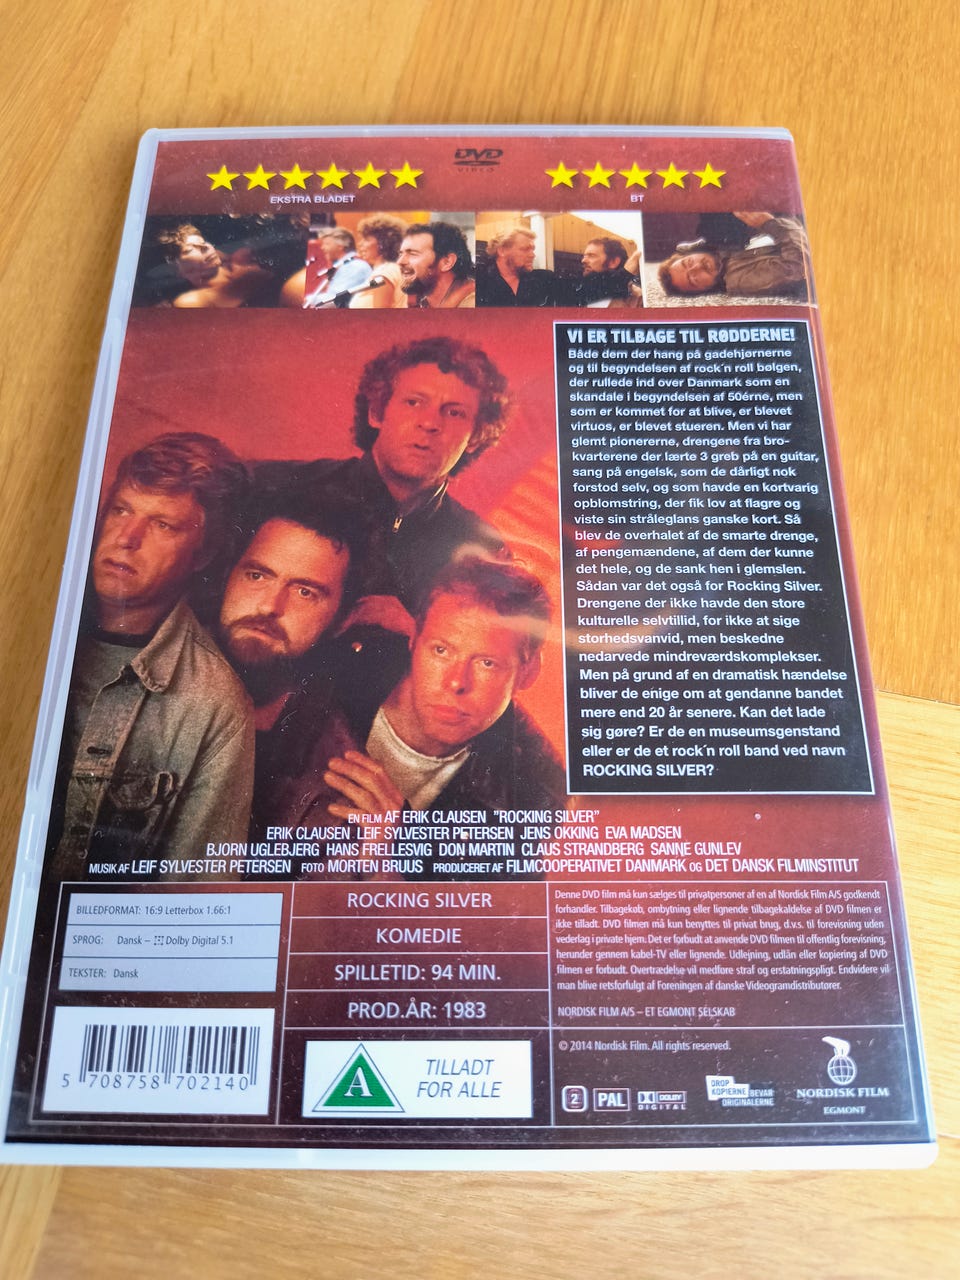 DVD
VIDEO
EKSTRA BLADET
BT
VI ER TILBAGE TIL RØDDERNE!
Både dem der hang på gadehjørnerne
og til begyndelsen af rock´n roll bølgen,
der rullede ind over Danmark som en
skandale i begyndelsen af 50érne, men
som er kommet for at blive, er blevet
virtuos, er blevet stueren. Men vi har
glemt pionererne, drengene fra bro-
kvartererne der lærte 3 greb på en guitar,
sang på engelsk, som de dårligt nok
forstod selv, og som havde en kortvarig
opblomstring, der fik lov at flagre og
viste sin stråleglans ganske kort. Så
blev de overhalet af de smarte drenge,
af pengemændene, af dem der kunne
det hele, og de sank hen i glemslen.
Sådan var det også for Rocking Silver.
Drengene der ikke havde den store
kulturelle selvtillid, for ikke at sige
storhedsvanvid, men beskedne
nedarvede mindreværdskomplekser.
Men på grund af en dramatisk hændelse
bliver de enige om at gendanne bandet
mere end 20 år senere. Kan det lade
sig gøre? Er de en museumsgenstand
eller er de et rock´n roll band ved navn
ROCKING SILVER?
EN FILM AF ERIK CLAUSEN "ROCKING SILVER"
ERIK CLAUSEN LEIF SYLVESTER PETERSEN JENS OKKING EVA MADSEN
BJORN UGLEBJERG HANS FRELLESVIG DON MARTIN CLAUS STRANDBERG SANNE GUNLEV
MUSIK AF LEIF SYLVESTER PETERSEN FOTO MORTEN BRUUS PRODUCERET AF FILMCOOPERATIVET DANMARK OG DET DANSK FILMINSTITUT
BILLEDFORMAT: 16:9 Letterbox 1.66:1
SPROG: Dansk – Dolby Digital 5.1
TEKSTER: Dansk
ROCKING SILVER
KOMEDIE
SPILLETID: 94 MIN.
PROD.ÅR: 1983
Denne DVD film må kun sælges til privatpersoner af en af Nordisk Film A/S godkendt
forhandler. Tilbagekøb, ombytning eller lignende tilbagekaldelse af DVD filmen er
ikke tilladt. DVD filmen må kun benyttes til privat brug, d.v.s. til forevisning uden
vederlag i private hjem. Det er forbudt at anvende DVD filmen til offentlig forevisning,
herunder gennem kabel-TV eller lignende. Udlejning, udlån eller kopiering af DVD
filmen er forbudt. Overtrædelse vil medføre straf og erstatningspligt. Endvidere vil
man blive retsforfulgt af Foreningen af danske Videogramdistributører.
NORDISK FILM A/S – ET EGMONT SELSKAB
5 708758 702140
A
TILLADT
FOR ALLE
© 2014 Nordisk Film. All rights reserved.
2
PAL
DOLBY
DIGITAL
DROP
KOPIERNE BEVAR
ORIGINALERNE
NORDISK FILM
EGMONT